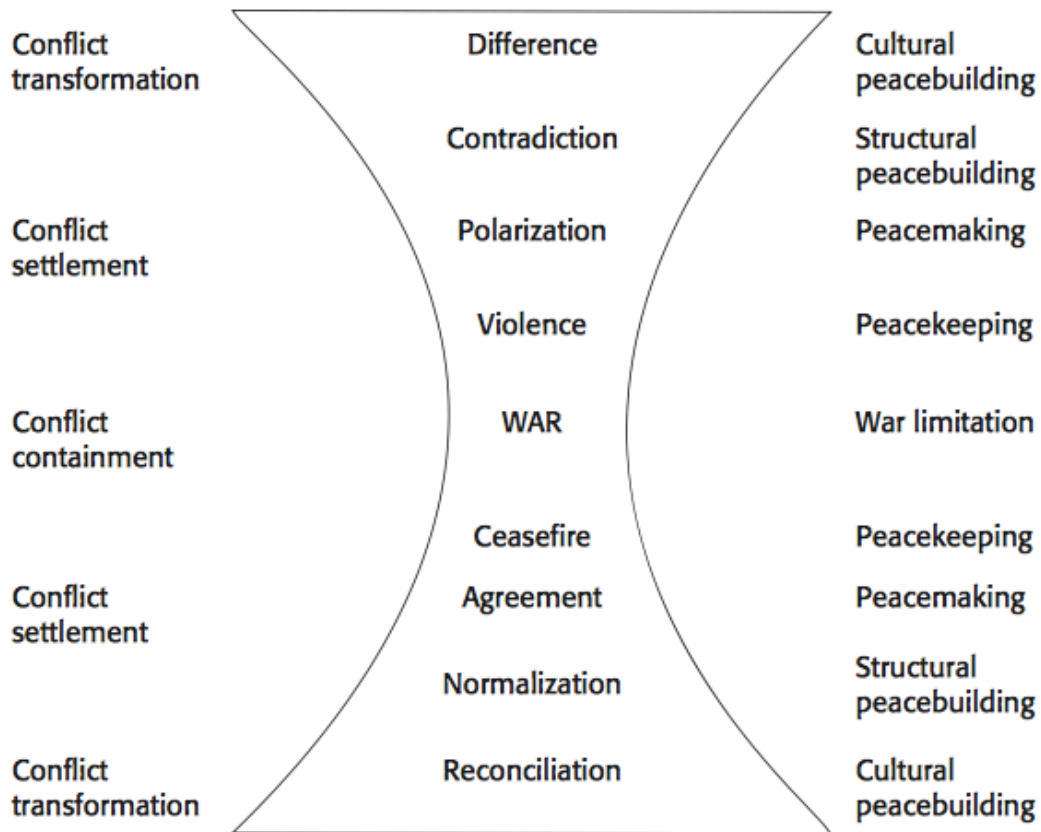 Conflict
transformation
Difference
Cultural
peacebuilding
Contradiction
Structural
peacebuilding
Conflict
settlement
Polarization
Peacemaking
Violence
Peacekeeping
Conflict
containment
WAR
War limitation
Ceasefire
Peacekeeping
Conflict
settlement
Agreement
Peacemaking
Normalization
Structural
peacebuilding
Conflict
transformation
Reconciliation
Cultural
peacebuilding